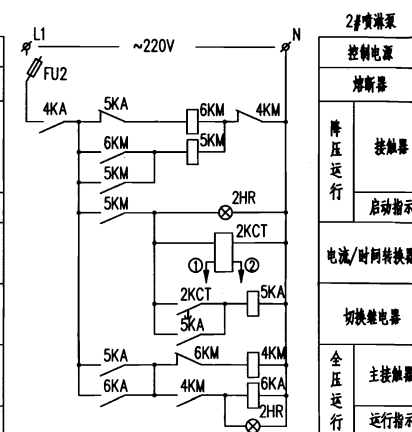 2#喷淋泵
L1
~220V
N
控制电源
FU2
熔断器
4KA
5KA
6KM
4KM
6KM
5KM
降压运行
接触器
5KM
5KM
2HR
启动指示
2KCT
电流/时间转换器
① ②
2KCT
5KA
切换继电器
5KA
5KA
6KM
4KM
全压运行
主接触器
6KA
4KM
6KA
2HR
运行指示